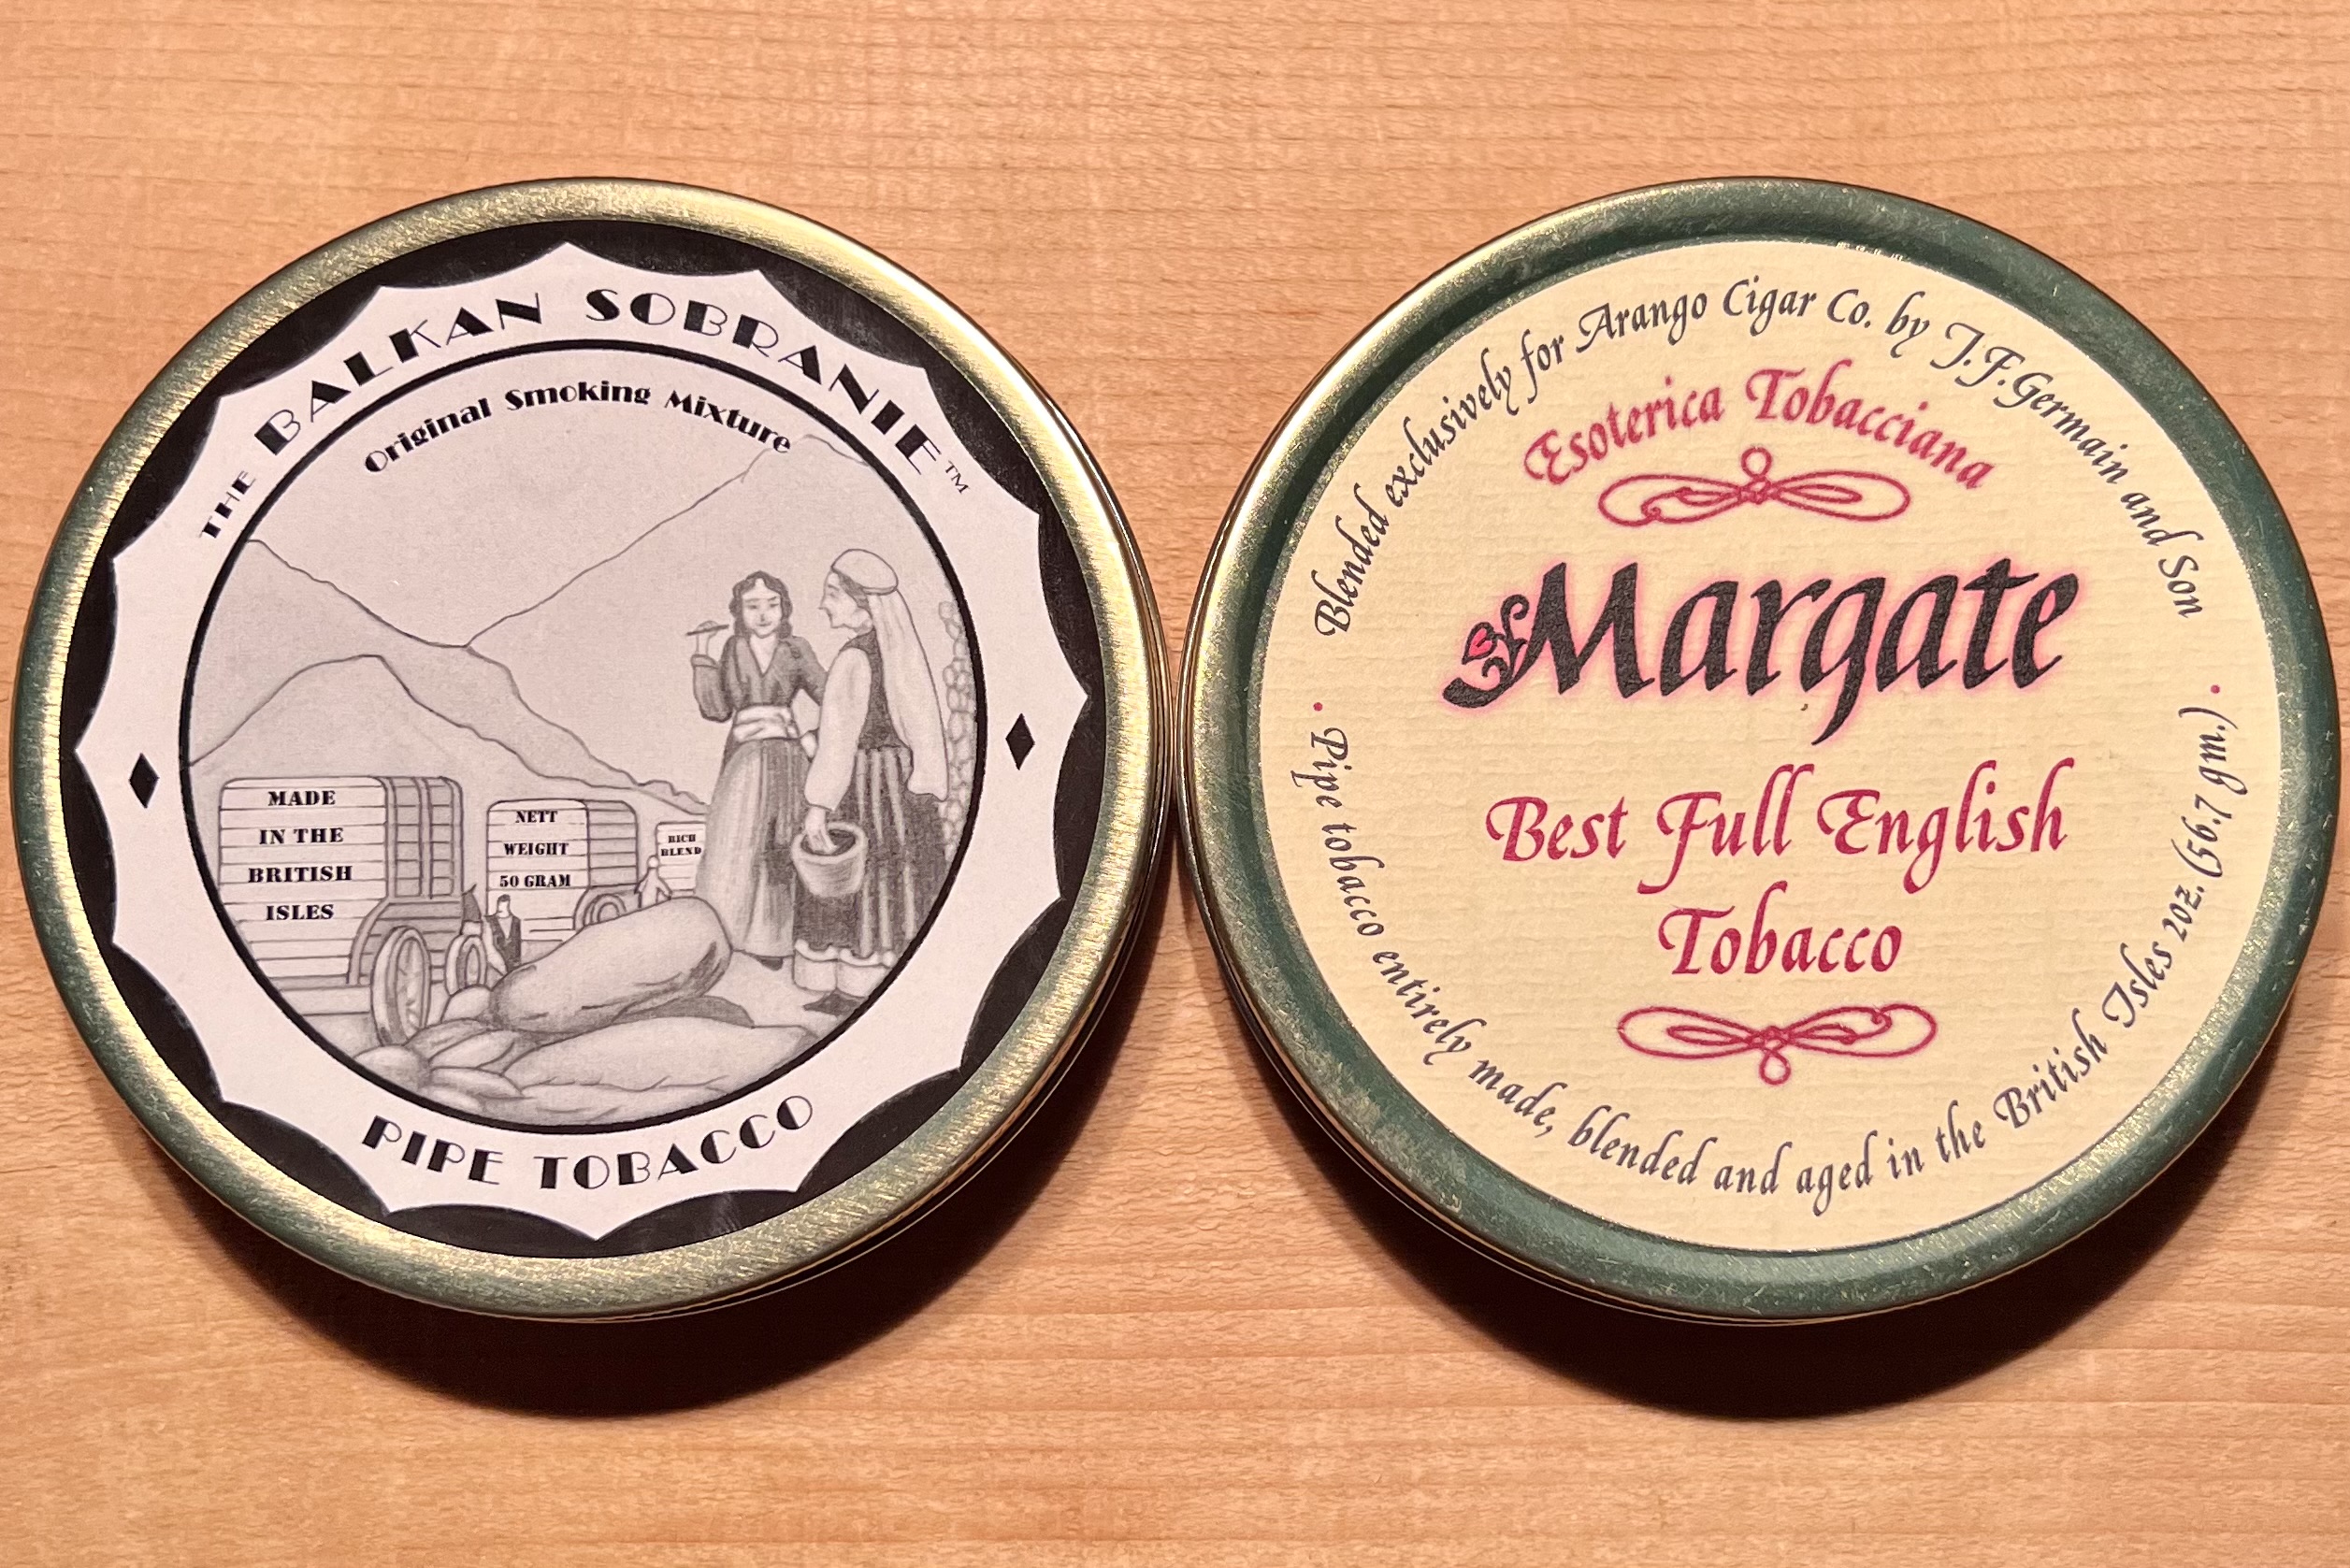 THE BALKAN SOBRANIE™
Original Smoking Mixture
MADE
IN THE
BRITISH
ISLES
NETT
WEIGHT
50 GRAM
RICH
BLEND
PIPE TOBACCO
Blended exclusively for Arango Cigar Co. by J.F. Germain and Son
Esoterica Tobacciana
Margate
Best Full English
Tobacco
• Pipe tobacco entirely made, blended and aged in the British Isles 2oz. (56.7 gm.) •